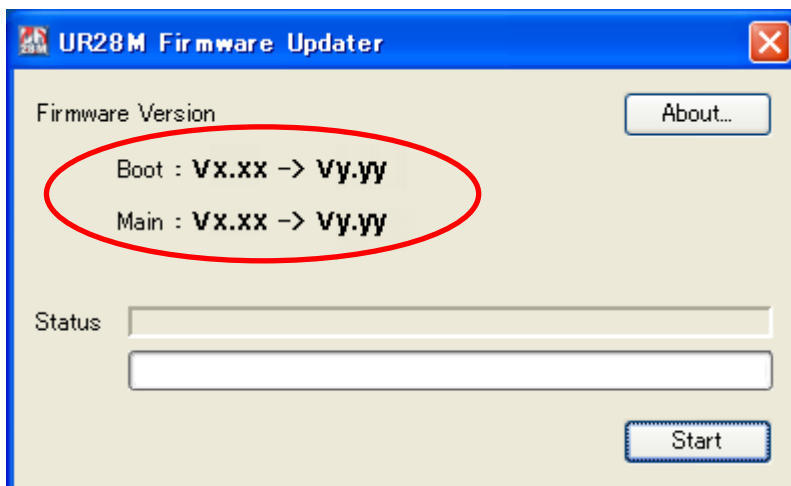 UR28M Firmware Updater
Firmware Version
About...
Boot : Vx.xx -> Vy.yy
Main : Vx.xx -> Vy.yy
Status
Start